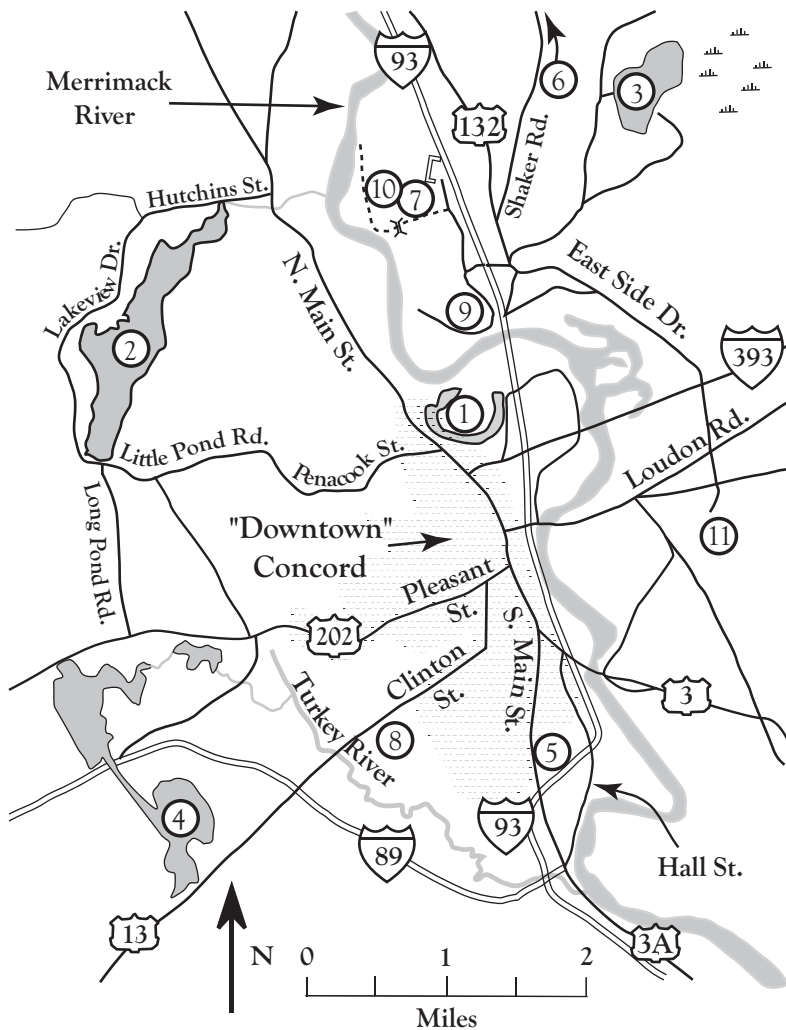 93
6
3
Merrimack
River
132
Shaker Rd.
Hutchins St.
10
7
Lakeview Dr.
N. Main St.
East Side Dr.
9
2
393
1
Little Pond Rd.
Penacook St.
Loudon Rd.
Long Pond Rd.
"Downtown"
Concord
11
Pleasant
St.
202
Clinton
St.
S. Main St.
Turkey River
3
8
5
4
93
89
Hall St.
13
3A
N
0
1
2
Miles